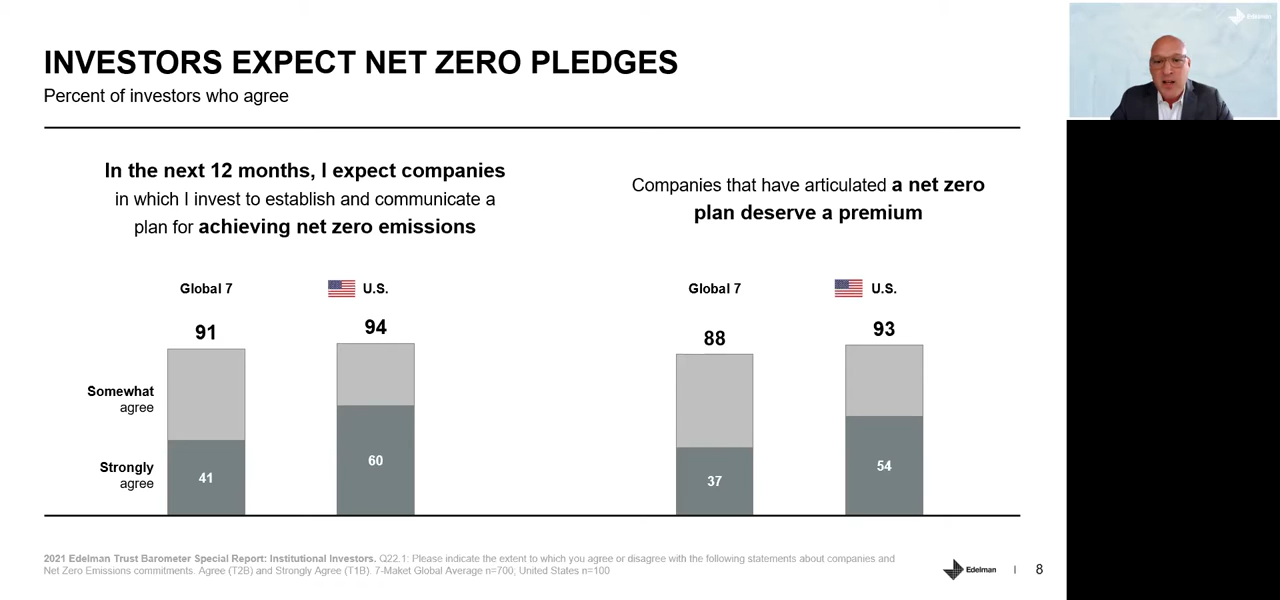 INVESTORS EXPECT NET ZERO PLEDGES
Percent of investors who agree
In the next 12 months, I expect companies
in which I invest to establish and communicate a
plan for achieving net zero emissions
Companies that have articulated a net zero
plan deserve a premium
Global 7
U.S.
Global 7
U.S.
91
94
88
93
Somewhat
agree
Strongly
agree
41
60
37
54
2021 Edelman Trust Barometer Special Report: Institutional Investors. Q22.1: Please indicate the extent to which you agree or disagree with the following statements about companies and
Net Zero Emissions commitments. Agree (T2B) and Strongly Agree (T1B). 7-Maket Global Average n=700; United States n=100
Edelman
8
Edelman